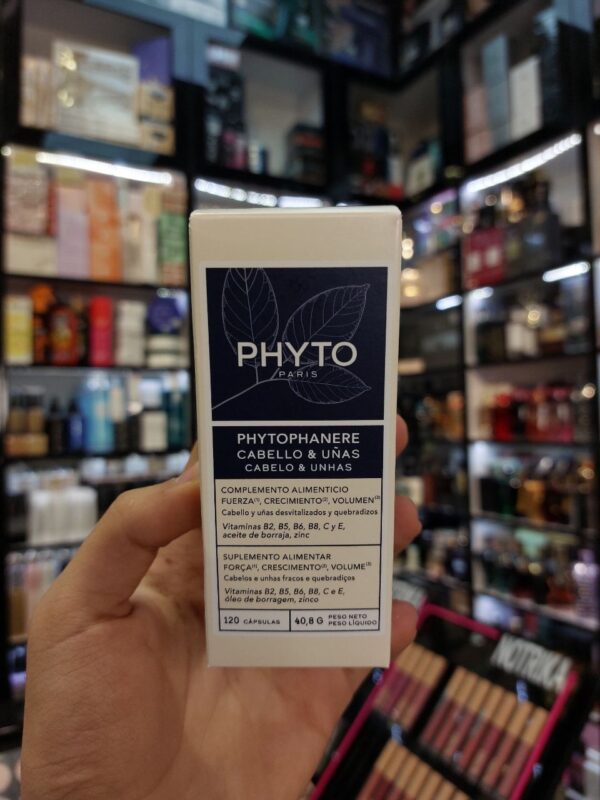 PHYTO
PARIS
PHYTOPHANERE
CABELLO & UÑAS
CABELO & UNHAS
COMPLEMENTO ALIMENTICIO
FUERZA⁽¹⁾, CRECIMIENTO⁽²⁾, VOLUMEN⁽³⁾
Cabello y uñas desvitalizados y quebradizos
Vitaminas B2, B5, B6, B8, C y E,
aceite de borraja, zinc
SUPLEMENTO ALIMENTAR
FORÇA⁽¹⁾, CRESCIMENTO⁽²⁾, VOLUME⁽³⁾
Cabelos e unhas fracos e quebradiços
Vitaminas B2, B5, B6, B8, C e E,
óleo de borragem, zinco
120 CÁPSULAS
40,8 G PESO NETO
PESO LÍQUIDO
PHYTO